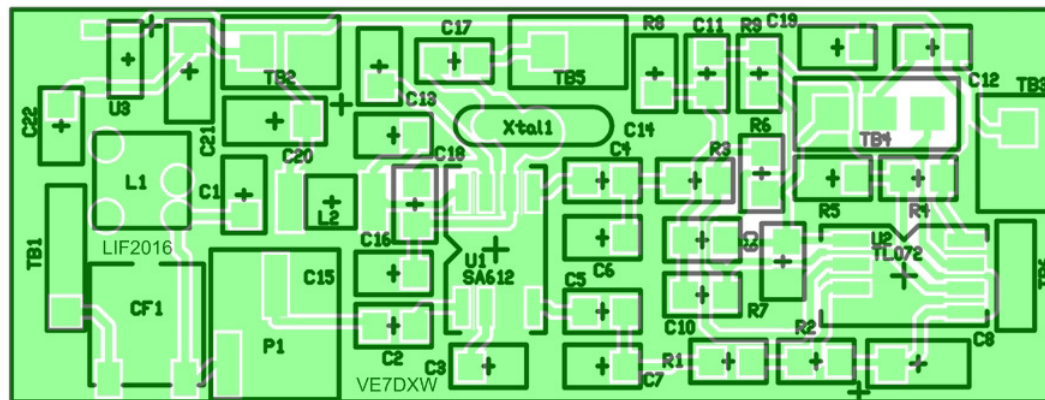 C17
R8
C11
R9
C19
TB2
TB5
C12
TB3
U3
C13
C22
C21
Xtal1
C14
R6
TB4
C20
C18
C4
R3
L1
C1
L2
R5
R4
TB1
LIF2016
C16
U1
SA612
C6
C9
U2
TL072
TB6
C15
C5
CF1
C10
R7
P1
C2
C3
R1
R2
C8
C7
VE7DXW